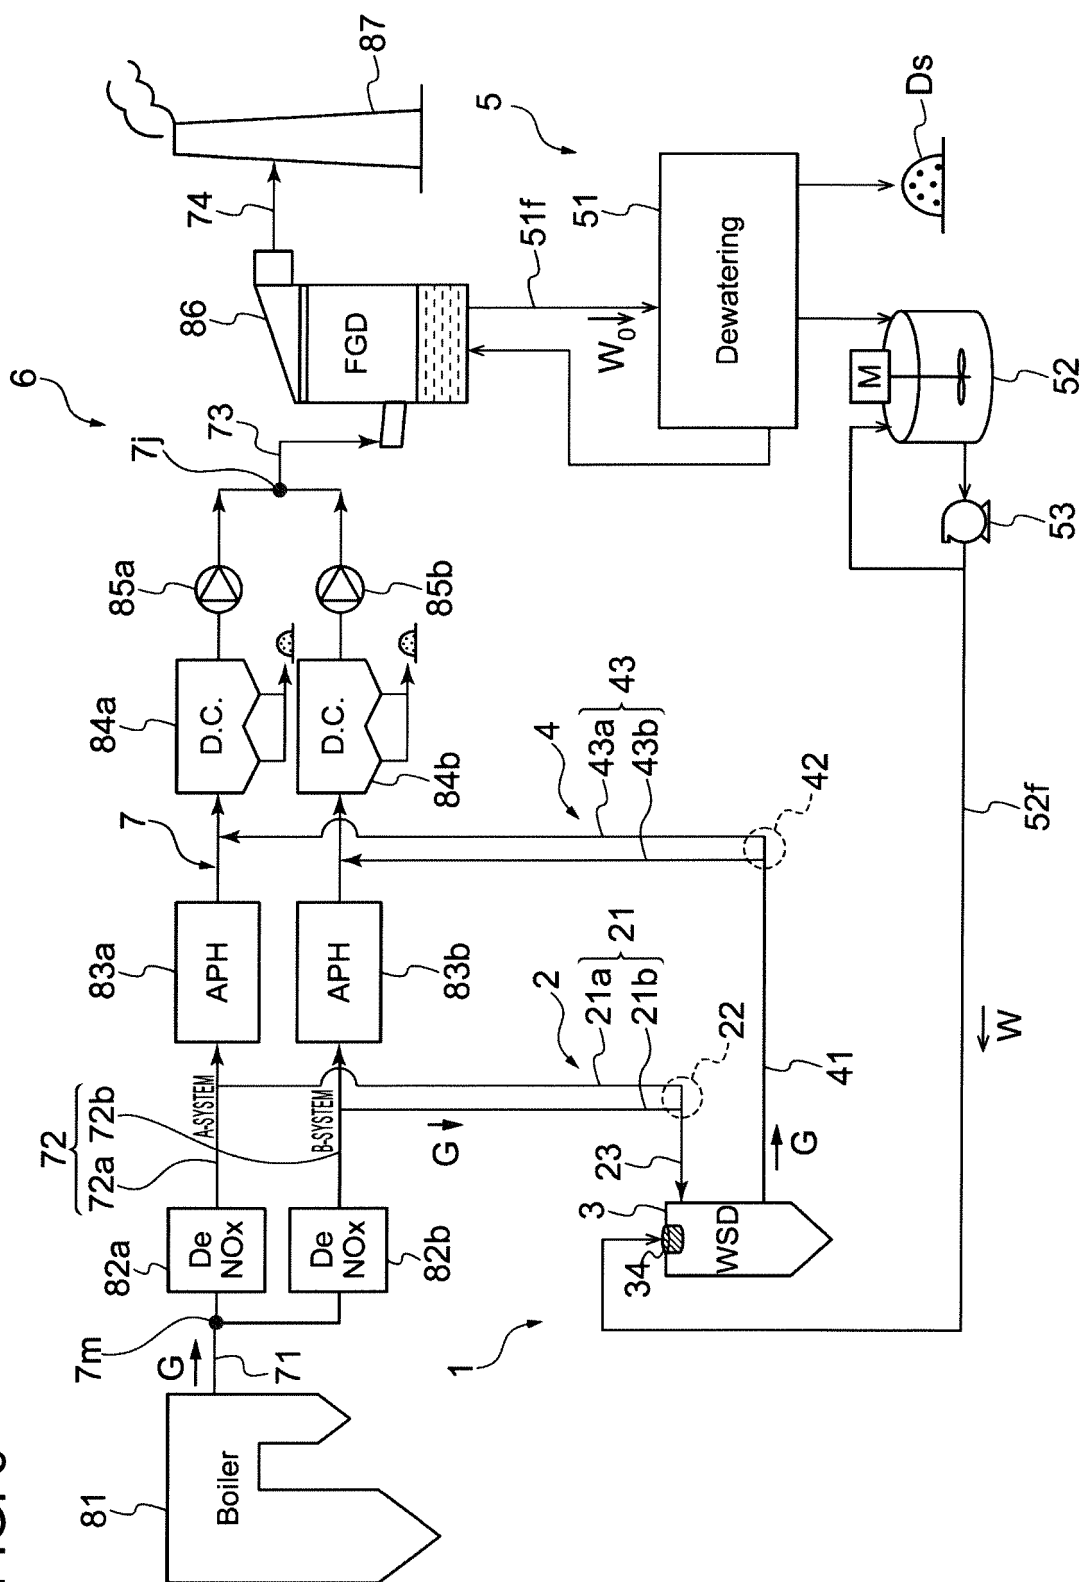 6
87
74
86
FGD
73
7j
5
51
51f
W0
Dewatering
Ds
M
52
53
52f
W
85a
85b
84a
D.C.
D.C.
84b
7
4
43
43a
43b
42
83a
APH
APH
83b
2
21
21a
21b
22
41
72
72a 72b
A-SYSTEM
B-SYSTEM
G
23
G
3
34
WSD
82a
De
NOx
De
NOx
82b
7m
G
71
1
81
Boiler